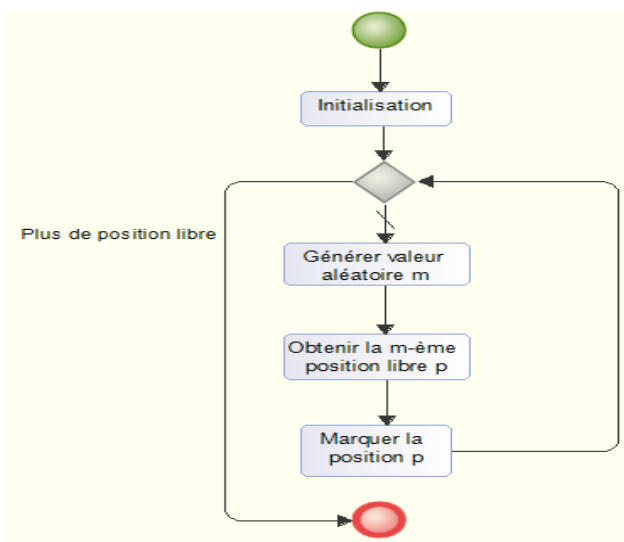 Initialisation
Plus de position libre
Générer valeur
aléatoire m
Obtenir la m-ème
position libre p
Marquer la
position p